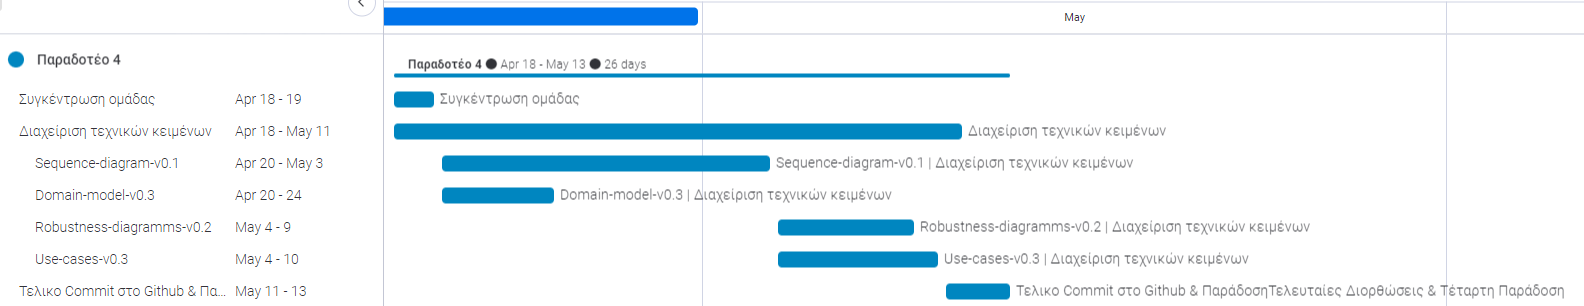 May
Παραδοτέο 4
Παραδοτέο 4 ● Apr 18 - May 13 ● 26 days
Συγκέντρωση ομάδας Apr 18 - 19
Συγκέντρωση ομάδας
Διαχείριση τεχνικών κειμένων Apr 18 - May 11
Διαχείριση τεχνικών κειμένων
Sequence-diagram-v0.1 Apr 20 - May 3
Sequence-diagram-v0.1 | Διαχείριση τεχνικών κειμένων
Domain-model-v0.3 Apr 20 - 24
Domain-model-v0.3 | Διαχείριση τεχνικών κειμένων
Robustness-diagramms-v0.2 May 4 - 9
Robustness-diagramms-v0.2 | Διαχείριση τεχνικών κειμένων
Use-cases-v0.3 May 4 - 10
Use-cases-v0.3 | Διαχείριση τεχνικών κειμένων
Τελικο Commit στο Github & Πα... May 11 - 13
Τελικο Commit στο Github & ΠαράδοσηΤελευταίες Διορθώσεις & Τέταρτη Παράδοση